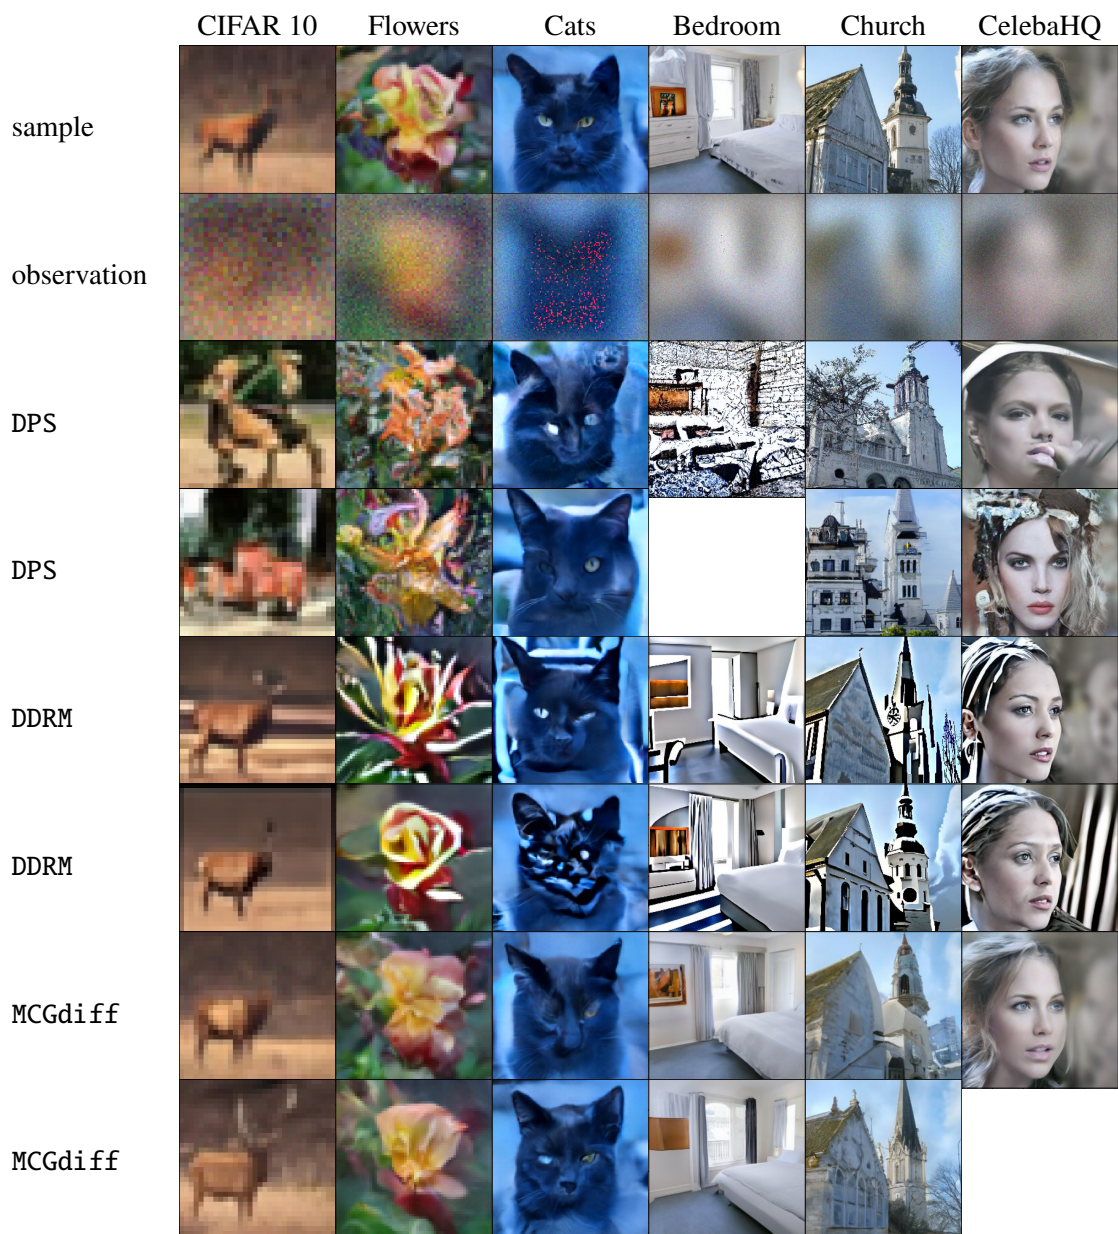 CIFAR 10 Flowers Cats Bedroom Church CelebaHQ
sample
observation
DPS
DPS
DDRM
DDRM
MCGdiff
MCGdiff